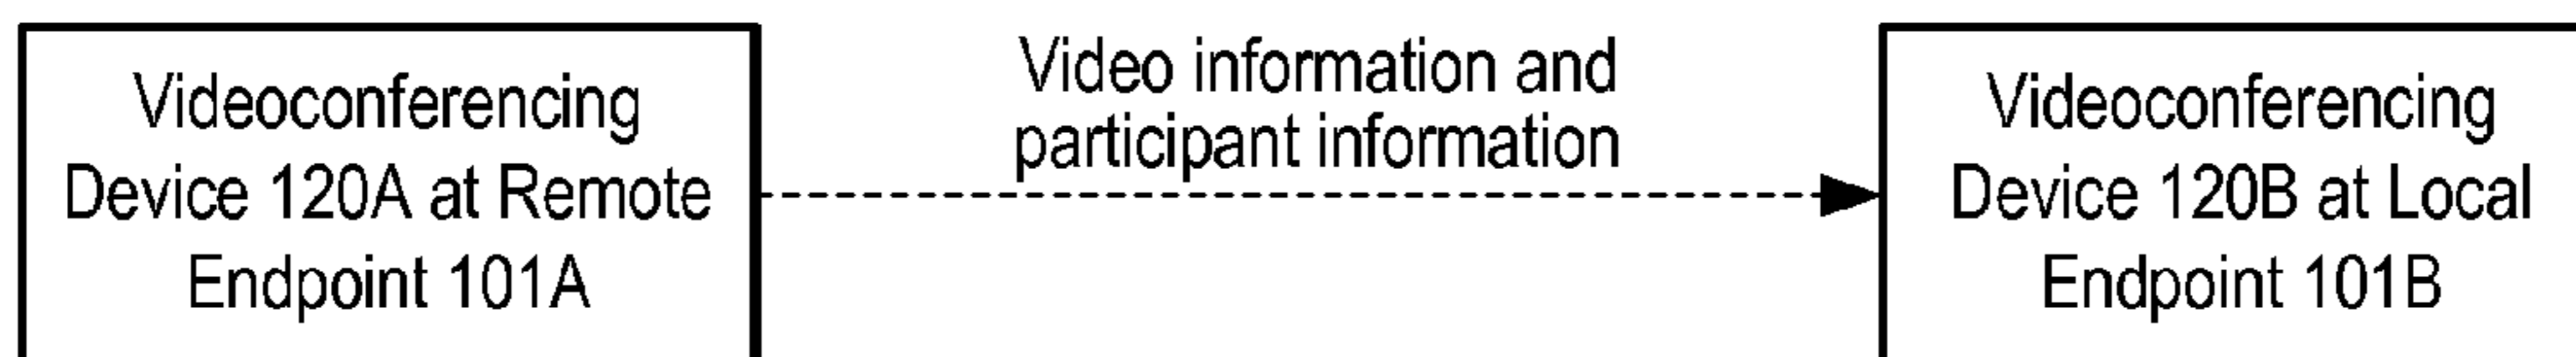 Videoconferencing
Device 120A at Remote
Endpoint 101A
Video information and
participant information
Videoconferencing
Device 120B at Local
Endpoint 101B